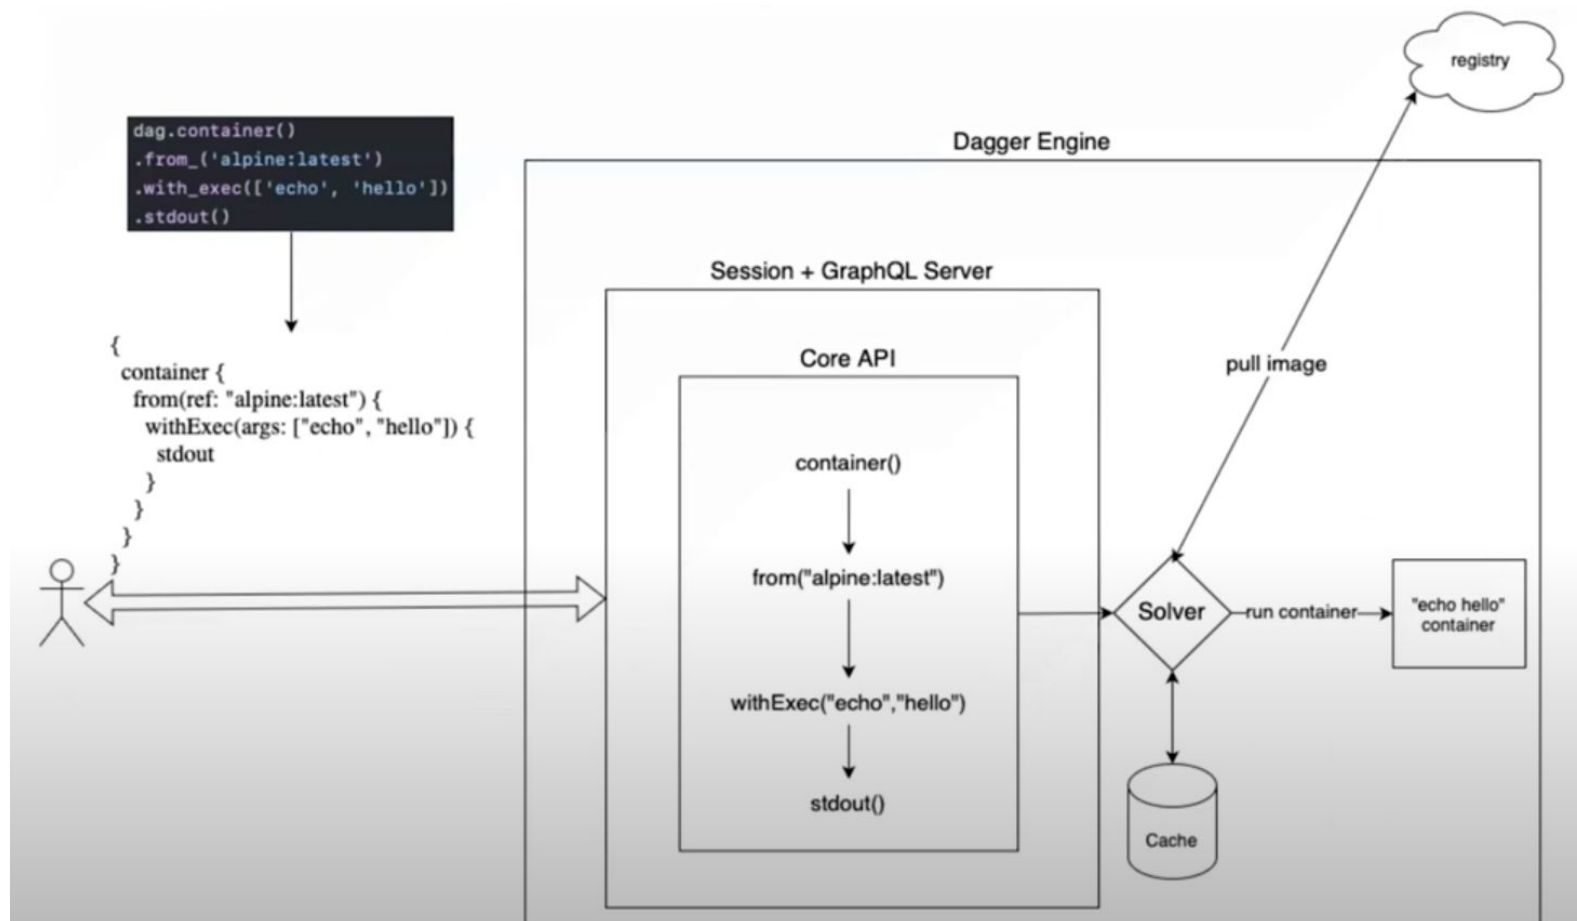 dag.container()
.from_('alpine:latest')
.with_exec(['echo', 'hello'])
.stdout()
{
container {
from(ref: "alpine:latest") {
withExec(args: ["echo", "hello"]) {
stdout
}
}
}
}
Dagger Engine
Session + GraphQL Server
Core API
container()
from("alpine:latest")
withExec("echo","hello")
stdout()
registry
pull image
Solver
run container
"echo hello"
container
Cache